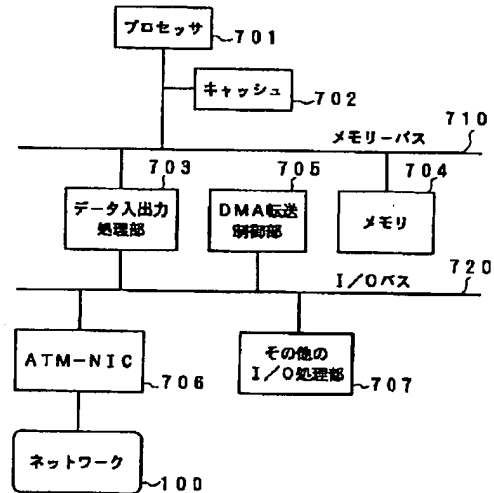 プロセッサ
701
キャッシュ
702
メモリーバス
710
703
705
704
データ入出力
処理部
DMA転送
制御部
メモリ
I/Oバス
720
ATM-NIC
706
その他の
I/O処理部
707
ネットワーク
100